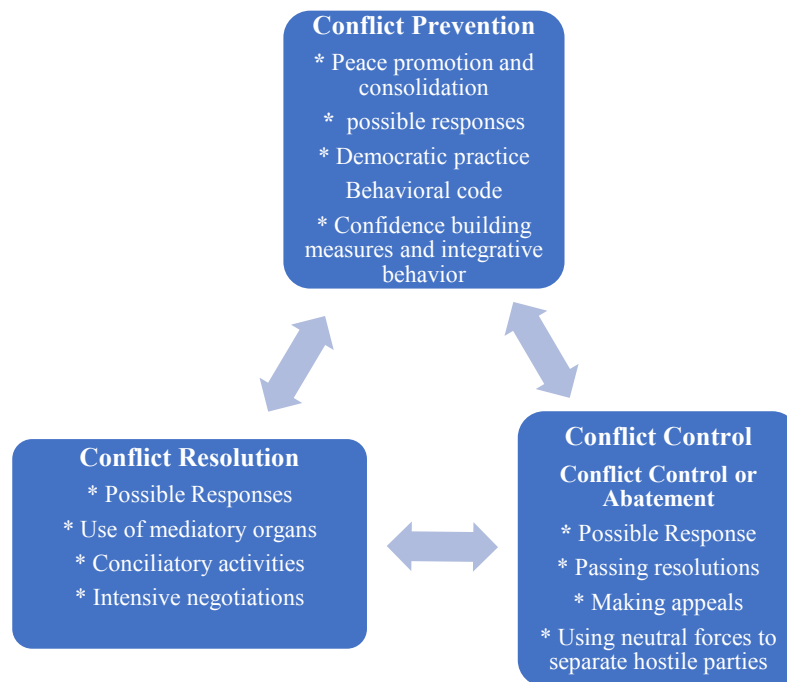 Conflict Prevention
* Peace promotion and
consolidation
* possible responses
* Democratic practice
Behavioral code
* Confidence building
measures and integrative
behavior
Conflict Resolution
* Possible Responses
* Use of mediatory organs
* Conciliatory activities
* Intensive negotiations
Conflict Control
Conflict Control or
Abatement
* Possible Response
* Passing resolutions
* Making appeals
* Using neutral forces to
separate hostile parties